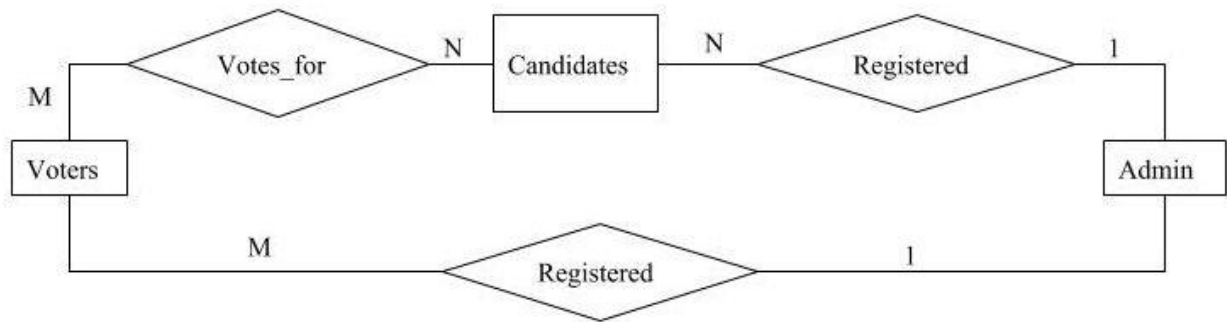 Votes_for
N
Candidates
N
Registered
1
M
Voters
Admin
M
Registered
1